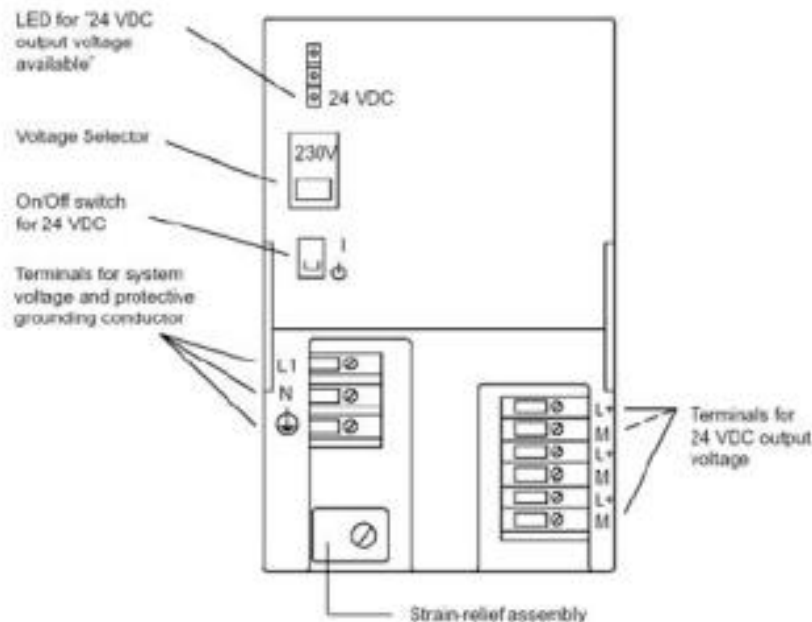 LED for "24 VDC
output voltage
available"
24 VDC
Voltage Selector
230V
On/Off switch
for 24 VDC
I
Terminals for system
voltage and protective
grounding conductor
L1
N
L+
M
L+
M
L+
M
Terminals for
24 VDC output
voltage
Strain-relief assembly